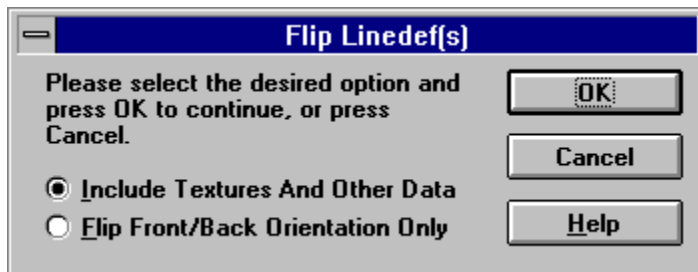 Flip Linedef(s)
Please select the desired option and
press OK to continue, or press
Cancel.
Include Textures And Other Data
Flip Front/Back Orientation Only
OK
Cancel
Help